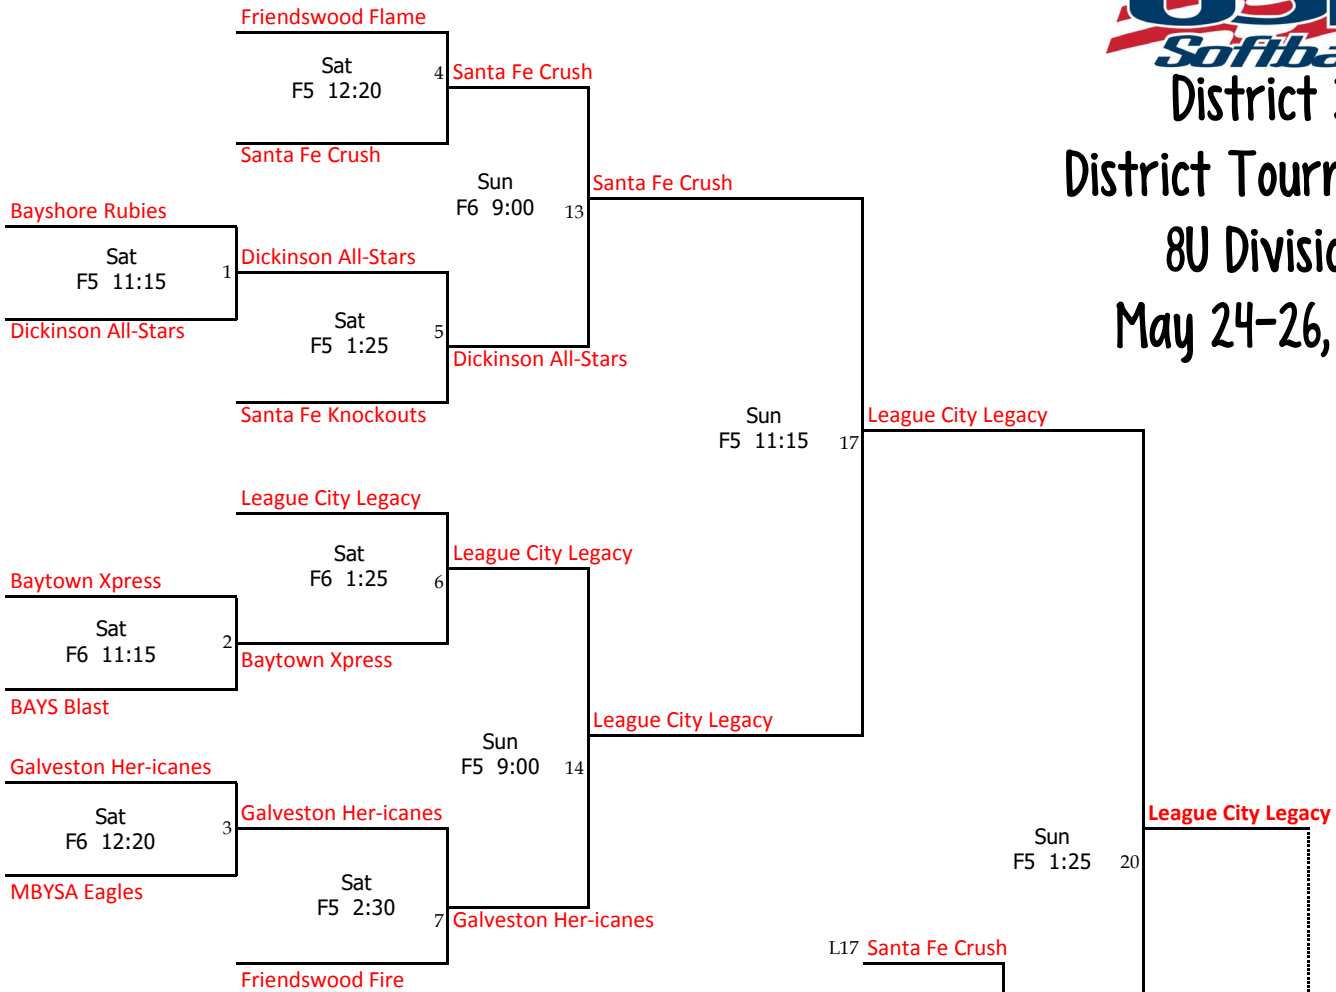 Friendswood Flame
Sat
F5 12:20
4
Santa Fe Crush
Santa Fe Crush
Softba
District
District Tourn
8U Divisio
May 24-26,
Sun
F6 9:00
13
Santa Fe Crush
Bayshore Rubies
Sat
F5 11:15
1
Dickinson All-Stars
Dickinson All-Stars
Sat
F5 1:25
5
Dickinson All-Stars
Santa Fe Knockouts
Sun
F5 11:15
17
League City Legacy
League City Legacy
Sat
F6 1:25
6
League City Legacy
Baytown Xpress
Sat
F6 11:15
2
Baytown Xpress
BAYS Blast
Sun
F5 9:00
14
League City Legacy
Galveston Her-icanes
Sat
F6 12:20
3
Galveston Her-icanes
MBYSA Eagles
Sat
F5 2:30
7
Galveston Her-icanes
Friendswood Fire
Sun
F5 1:25
20
League City Legacy
L17 Santa Fe Crush